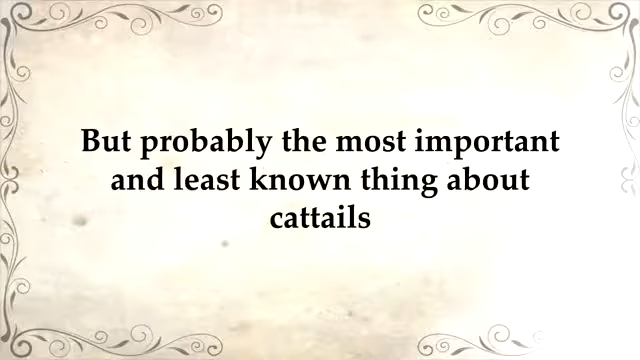 But probably the most important
and least known thing about
cattails